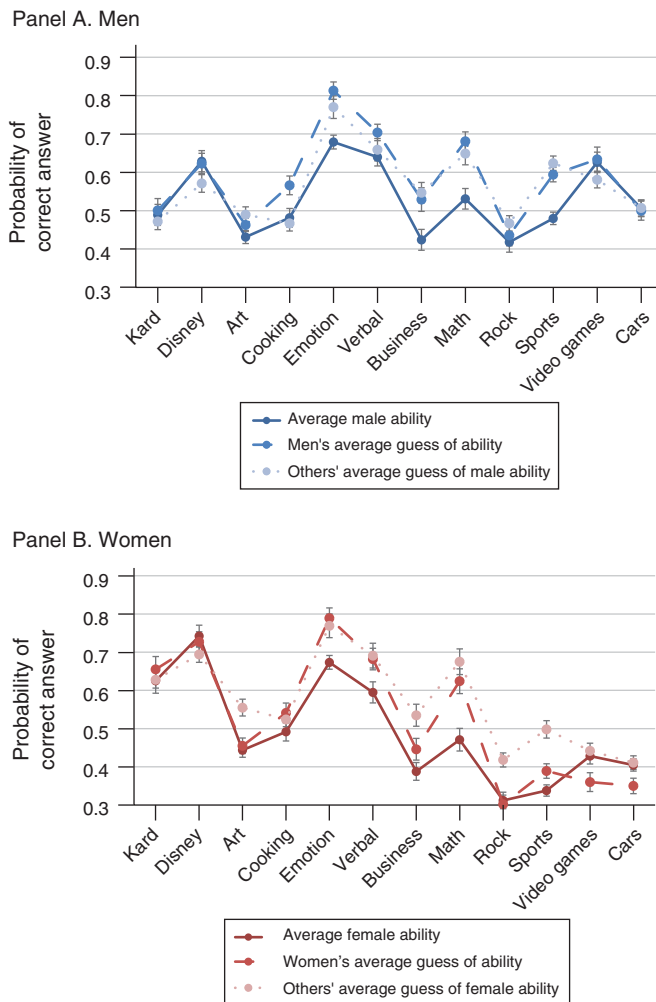 Panel A. Men
Probability of
correct answer
0.9
0.8
0.7
0.6
0.5
0.4
0.3
Kard
Disney
Art
Cooking
Emotion
Verbal
Business
Math
Rock
Sports
Video games
Cars
Average male ability
Men's average guess of ability
Others' average guess of male ability
Panel B. Women
Probability of
correct answer
0.9
0.8
0.7
0.6
0.5
0.4
0.3
Kard
Disney
Art
Cooking
Emotion
Verbal
Business
Math
Rock
Sports
Video games
Cars
Average female ability
Women’s average guess of ability
Others’ average guess of female ability